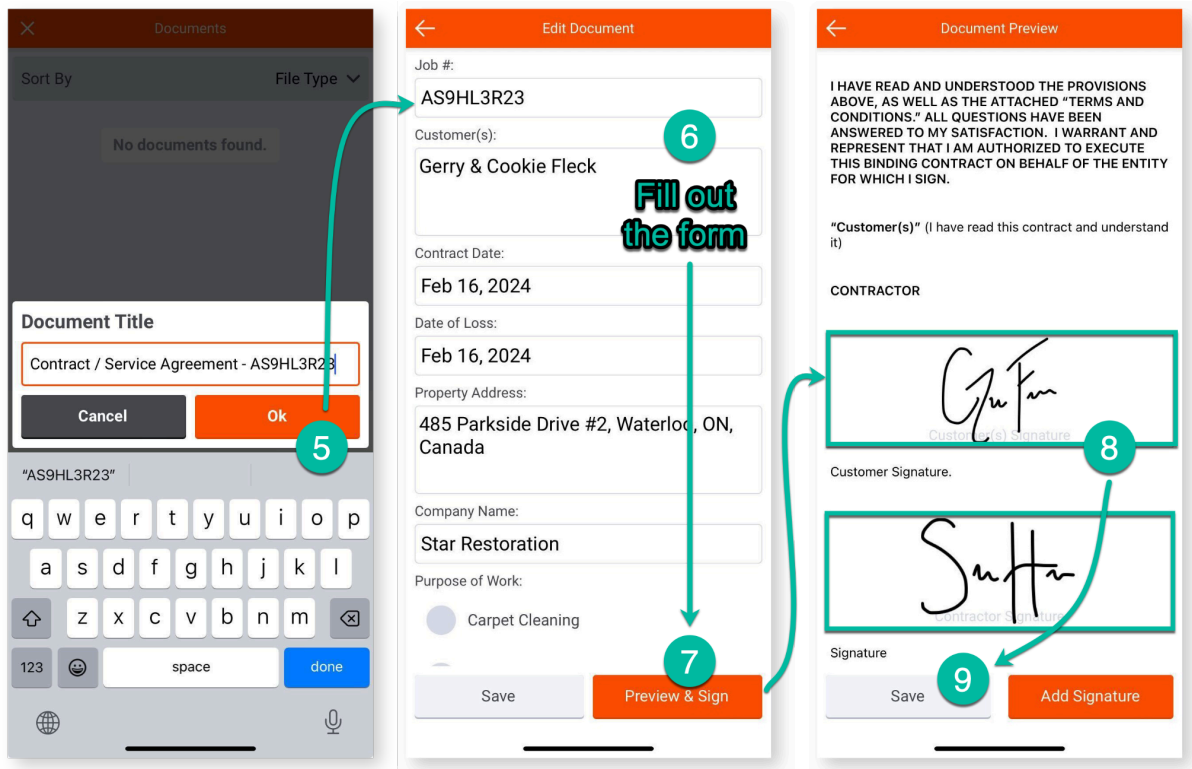 Documents
Sort By
File Type
No documents found.
Document Title
Contract / Service Agreement - AS9HL3R23
Cancel
Ok
5
"AS9HL3R23"
q w e r t y u i o p
a s d f g h j k l
z x c v b n m
123
space
done
Edit Document
Job #:
AS9HL3R23
6
Customer(s):
Gerry & Cookie Fleck
Fill out
the form
Contract Date:
Feb 16, 2024
Date of Loss:
Feb 16, 2024
Property Address:
485 Parkside Drive #2, Waterloo, ON,
Canada
Company Name:
Star Restoration
Purpose of Work:
Carpet Cleaning
7
Save
Preview & Sign
Document Preview
I HAVE READ AND UNDERSTOOD THE PROVISIONS
ABOVE, AS WELL AS THE ATTACHED “TERMS AND
CONDITIONS.” ALL QUESTIONS HAVE BEEN
ANSWERED TO MY SATISFACTION.  I WARRANT AND
REPRESENT THAT I AM AUTHORIZED TO EXECUTE
THIS BINDING CONTRACT ON BEHALF OF THE ENTITY
FOR WHICH I SIGN.
“Customer(s)” (I have read this contract and understand
it)
CONTRACTOR
Customer(s) Signature
8
Customer Signature.
Contractor Signature
Signature
9
Save
Add Signature